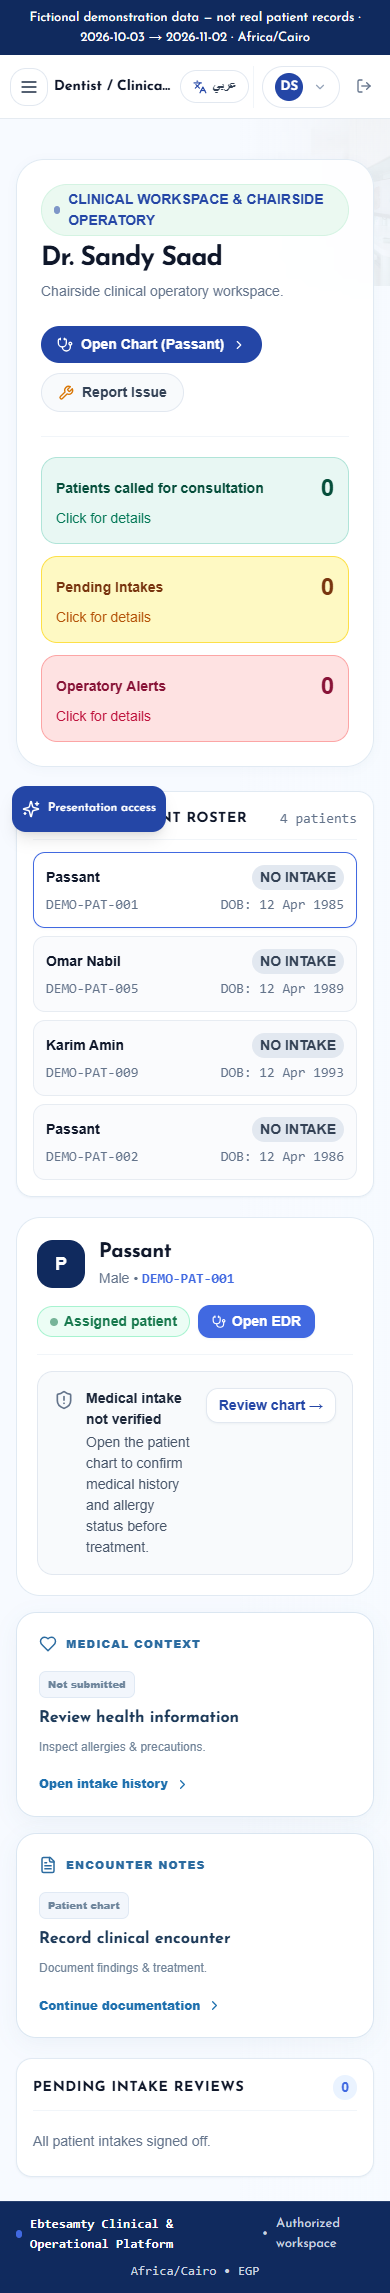 Fictional demonstration data — not real patient records ·
2026-10-03 → 2026-11-02 · Africa/Cairo
Dentist / Clinica...
عربي
DS
CLINICAL WORKSPACE & CHAIRSIDE
OPERATORY
Dr. Sandy Saad
Chairside clinical operatory workspace.
Open Chart (Passant)
Report Issue
Patients called for consultation 0
Click for details
Pending Intakes 0
Click for details
Operatory Alerts 0
Click for details
Presentation access
NT ROSTER 4 patients
Passant NO INTAKE
DEMO-PAT-001 DOB: 12 Apr 1985
Omar Nabil NO INTAKE
DEMO-PAT-005 DOB: 12 Apr 1989
Karim Amin NO INTAKE
DEMO-PAT-009 DOB: 12 Apr 1993
Passant NO INTAKE
DEMO-PAT-002 DOB: 12 Apr 1986
P
Passant
Male • DEMO-PAT-001
Assigned patient
Open EDR
Medical intake
not verified
Review chart →
Open the patient
chart to confirm
medical history
and allergy
status before
treatment.
MEDICAL CONTEXT
Not submitted
Review health information
Inspect allergies & precautions.
Open intake history
ENCOUNTER NOTES
Patient chart
Record clinical encounter
Document findings & treatment.
Continue documentation
PENDING INTAKE REVIEWS 0
All patient intakes signed off.
Ebtesamty Clinical &
Operational Platform
• Authorized
workspace
Africa/Cairo • EGP